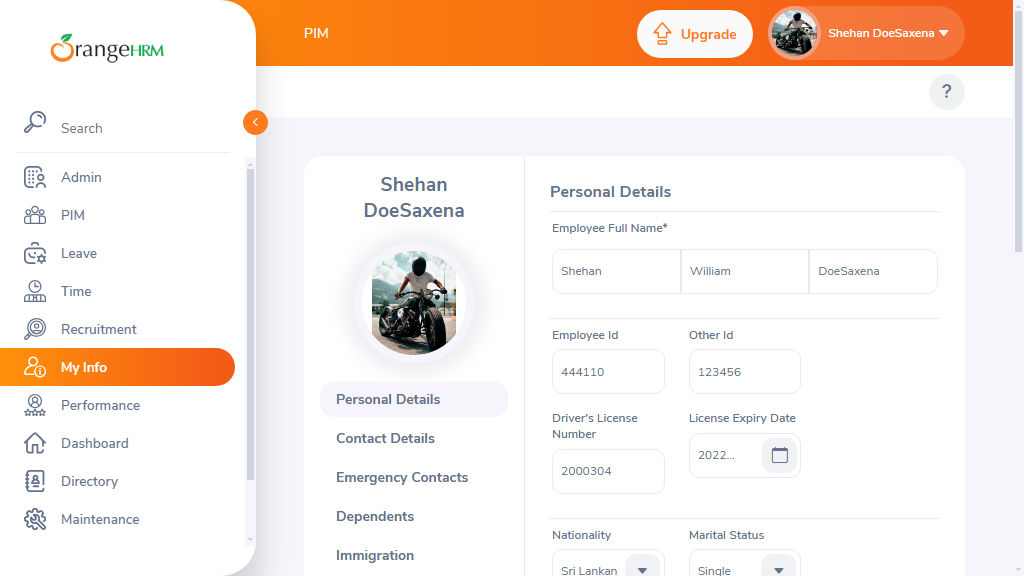 OrangeHRM
PIM
Upgrade
Shehan DoeSaxena
?
Search
Admin
PIM
Leave
Time
Recruitment
My Info
Performance
Dashboard
Directory
Maintenance
Shehan
DoeSaxena
Personal Details
Contact Details
Emergency Contacts
Dependents
Immigration
Personal Details
Employee Full Name*
Shehan William DoeSaxena
Employee Id Other Id
444110 123456
Driver's License
Number
License Expiry Date
2000304
2022...
Nationality Marital Status
Sri Lankan Single